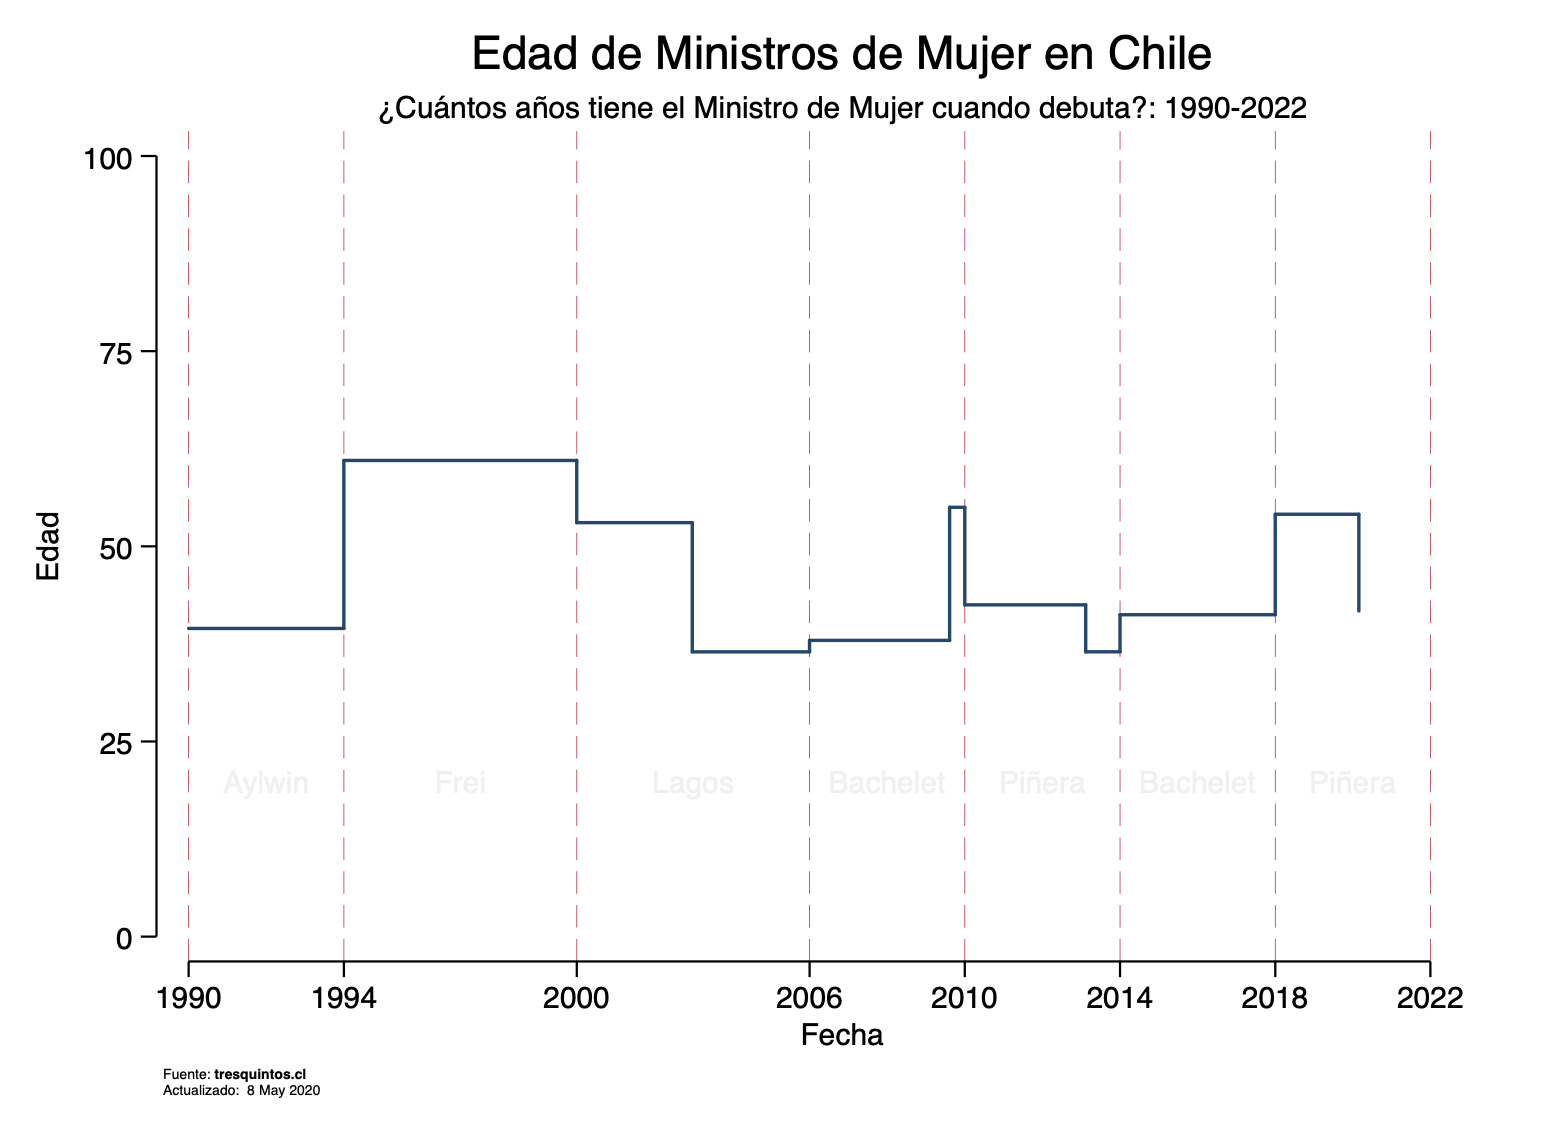 Edad de Ministros de Mujer en Chile
¿Cuántos años tiene el Ministro de Mujer cuando debuta?: 1990-2022
100
75
50
25
0
Edad
Aylwin Frei Lagos Bachelet Piñera Bachelet Piñera
1990 1994 2000 2006 2010 2014 2018 2022
Fecha
Fuente: tresquintos.cl
Actualizado: 8 May 2020